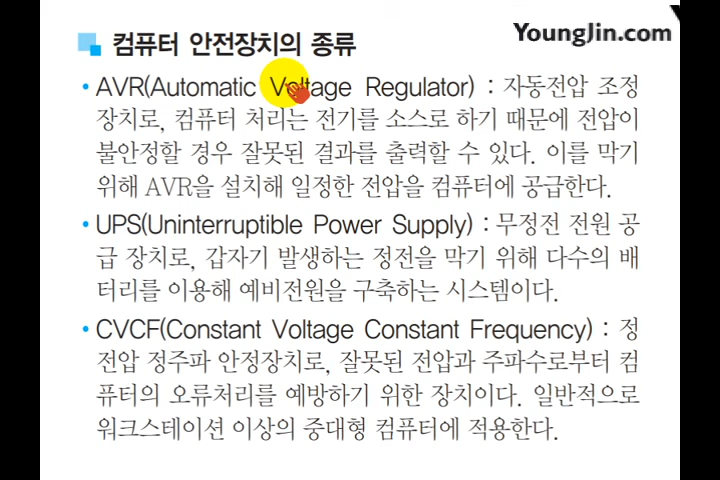 YoungJin.com
컴퓨터 안전장치의 종류
• AVR(Automatic Voltage Regulator) : 자동전압 조정
장치로, 컴퓨터 처리는 전기를 소스로 하기 때문에 전압이
불안정할 경우 잘못된 결과를 출력할 수 있다. 이를 막기
위해 AVR을 설치해 일정한 전압을 컴퓨터에 공급한다.
• UPS(Uninterruptible Power Supply) : 무정전 전원 공
급 장치로, 갑자기 발생하는 정전을 막기 위해 다수의 배
터리를 이용해 예비전원을 구축하는 시스템이다.
• CVCF(Constant Voltage Constant Frequency) : 정
전압 정주파 안정장치로, 잘못된 전압과 주파수로부터 컴
퓨터의 오류처리를 예방하기 위한 장치이다. 일반적으로
워크스테이션 이상의 중대형 컴퓨터에 적용한다.